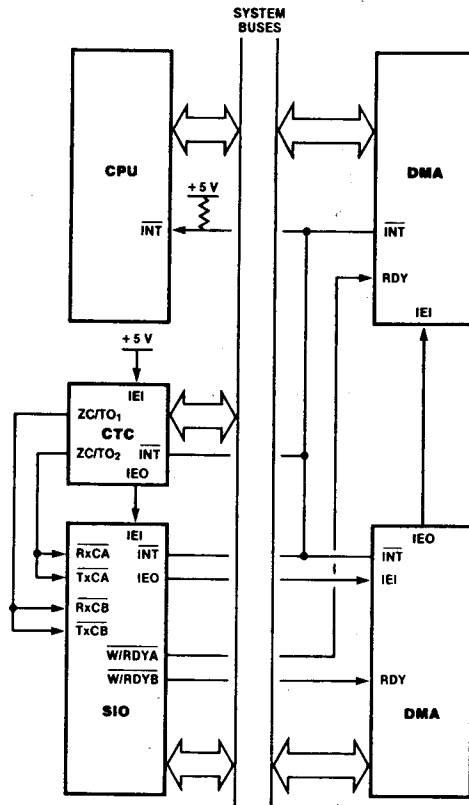 SYSTEM
BUSES
CPU
+5 V
INT
DMA
INT
RDY
IEI
+5 V
IEI
ZC/TO1
CTC
ZC/TO2
INT
IEO
IEI
RxCA
INT
TxCA
IEO
RxCB
TxCB
W/RDYA
W/RDYB
SIO
IEO
INT
IEI
RDY
DMA